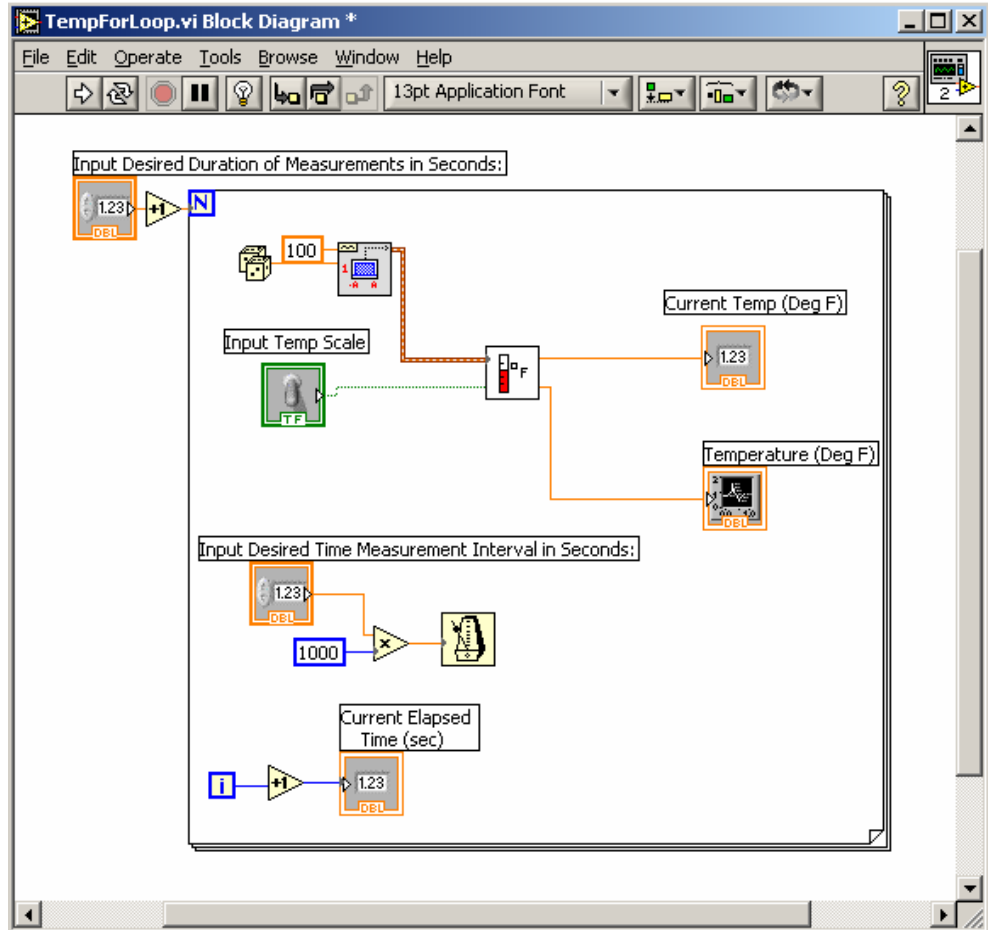 TempForLoop.vi Block Diagram *
File Edit Operate Tools Browse Window Help
13pt Application Font
2
Input Desired Duration of Measurements in Seconds:
1.23
DBL
+1
N
100
1
-A A
Input Temp Scale
TF
F
Current Temp (Deg F)
1.23
DBL
Temperature (Deg F)
DBL
Input Desired Time Measurement Interval in Seconds:
1.23
DBL
1000
x
Current Elapsed
Time (sec)
i
+1
1.23
DBL